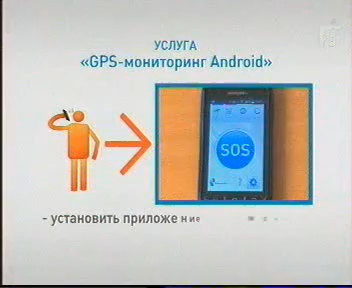 УСЛУГА
«GPS-мониторинг Android»
SOS
- установить приложение